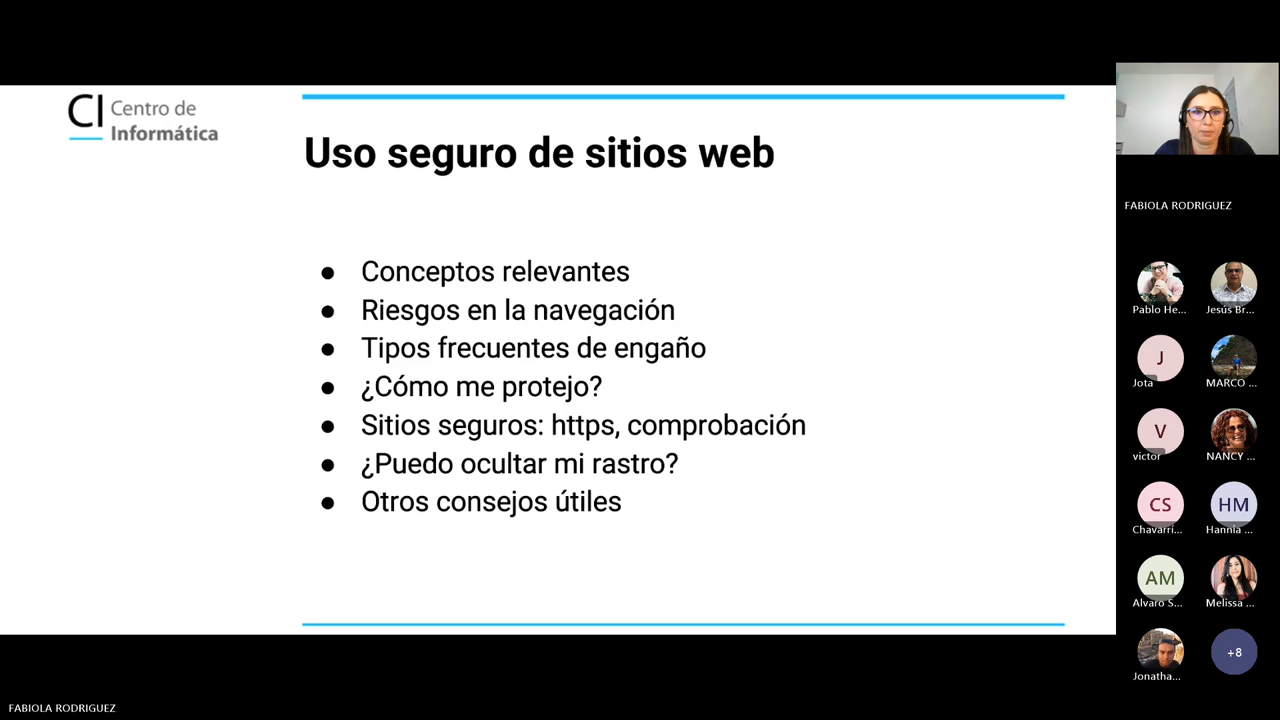 CI Centro de
Informática
Uso seguro de sitios web
● Conceptos relevantes
● Riesgos en la navegación
● Tipos frecuentes de engaño
● ¿Cómo me protejo?
● Sitios seguros: https, comprobación
● ¿Puedo ocultar mi rastro?
● Otros consejos útiles
FABIOLA RODRIGUEZ
Pablo He...
Jesús Br...
J
Jota
MARCO ...
V
victor
NANCY ...
CS
Chavarri...
HM
Hannia ...
AM
Alvaro S...
Melissa ...
Jonatha...
+8
FABIOLA RODRIGUEZ